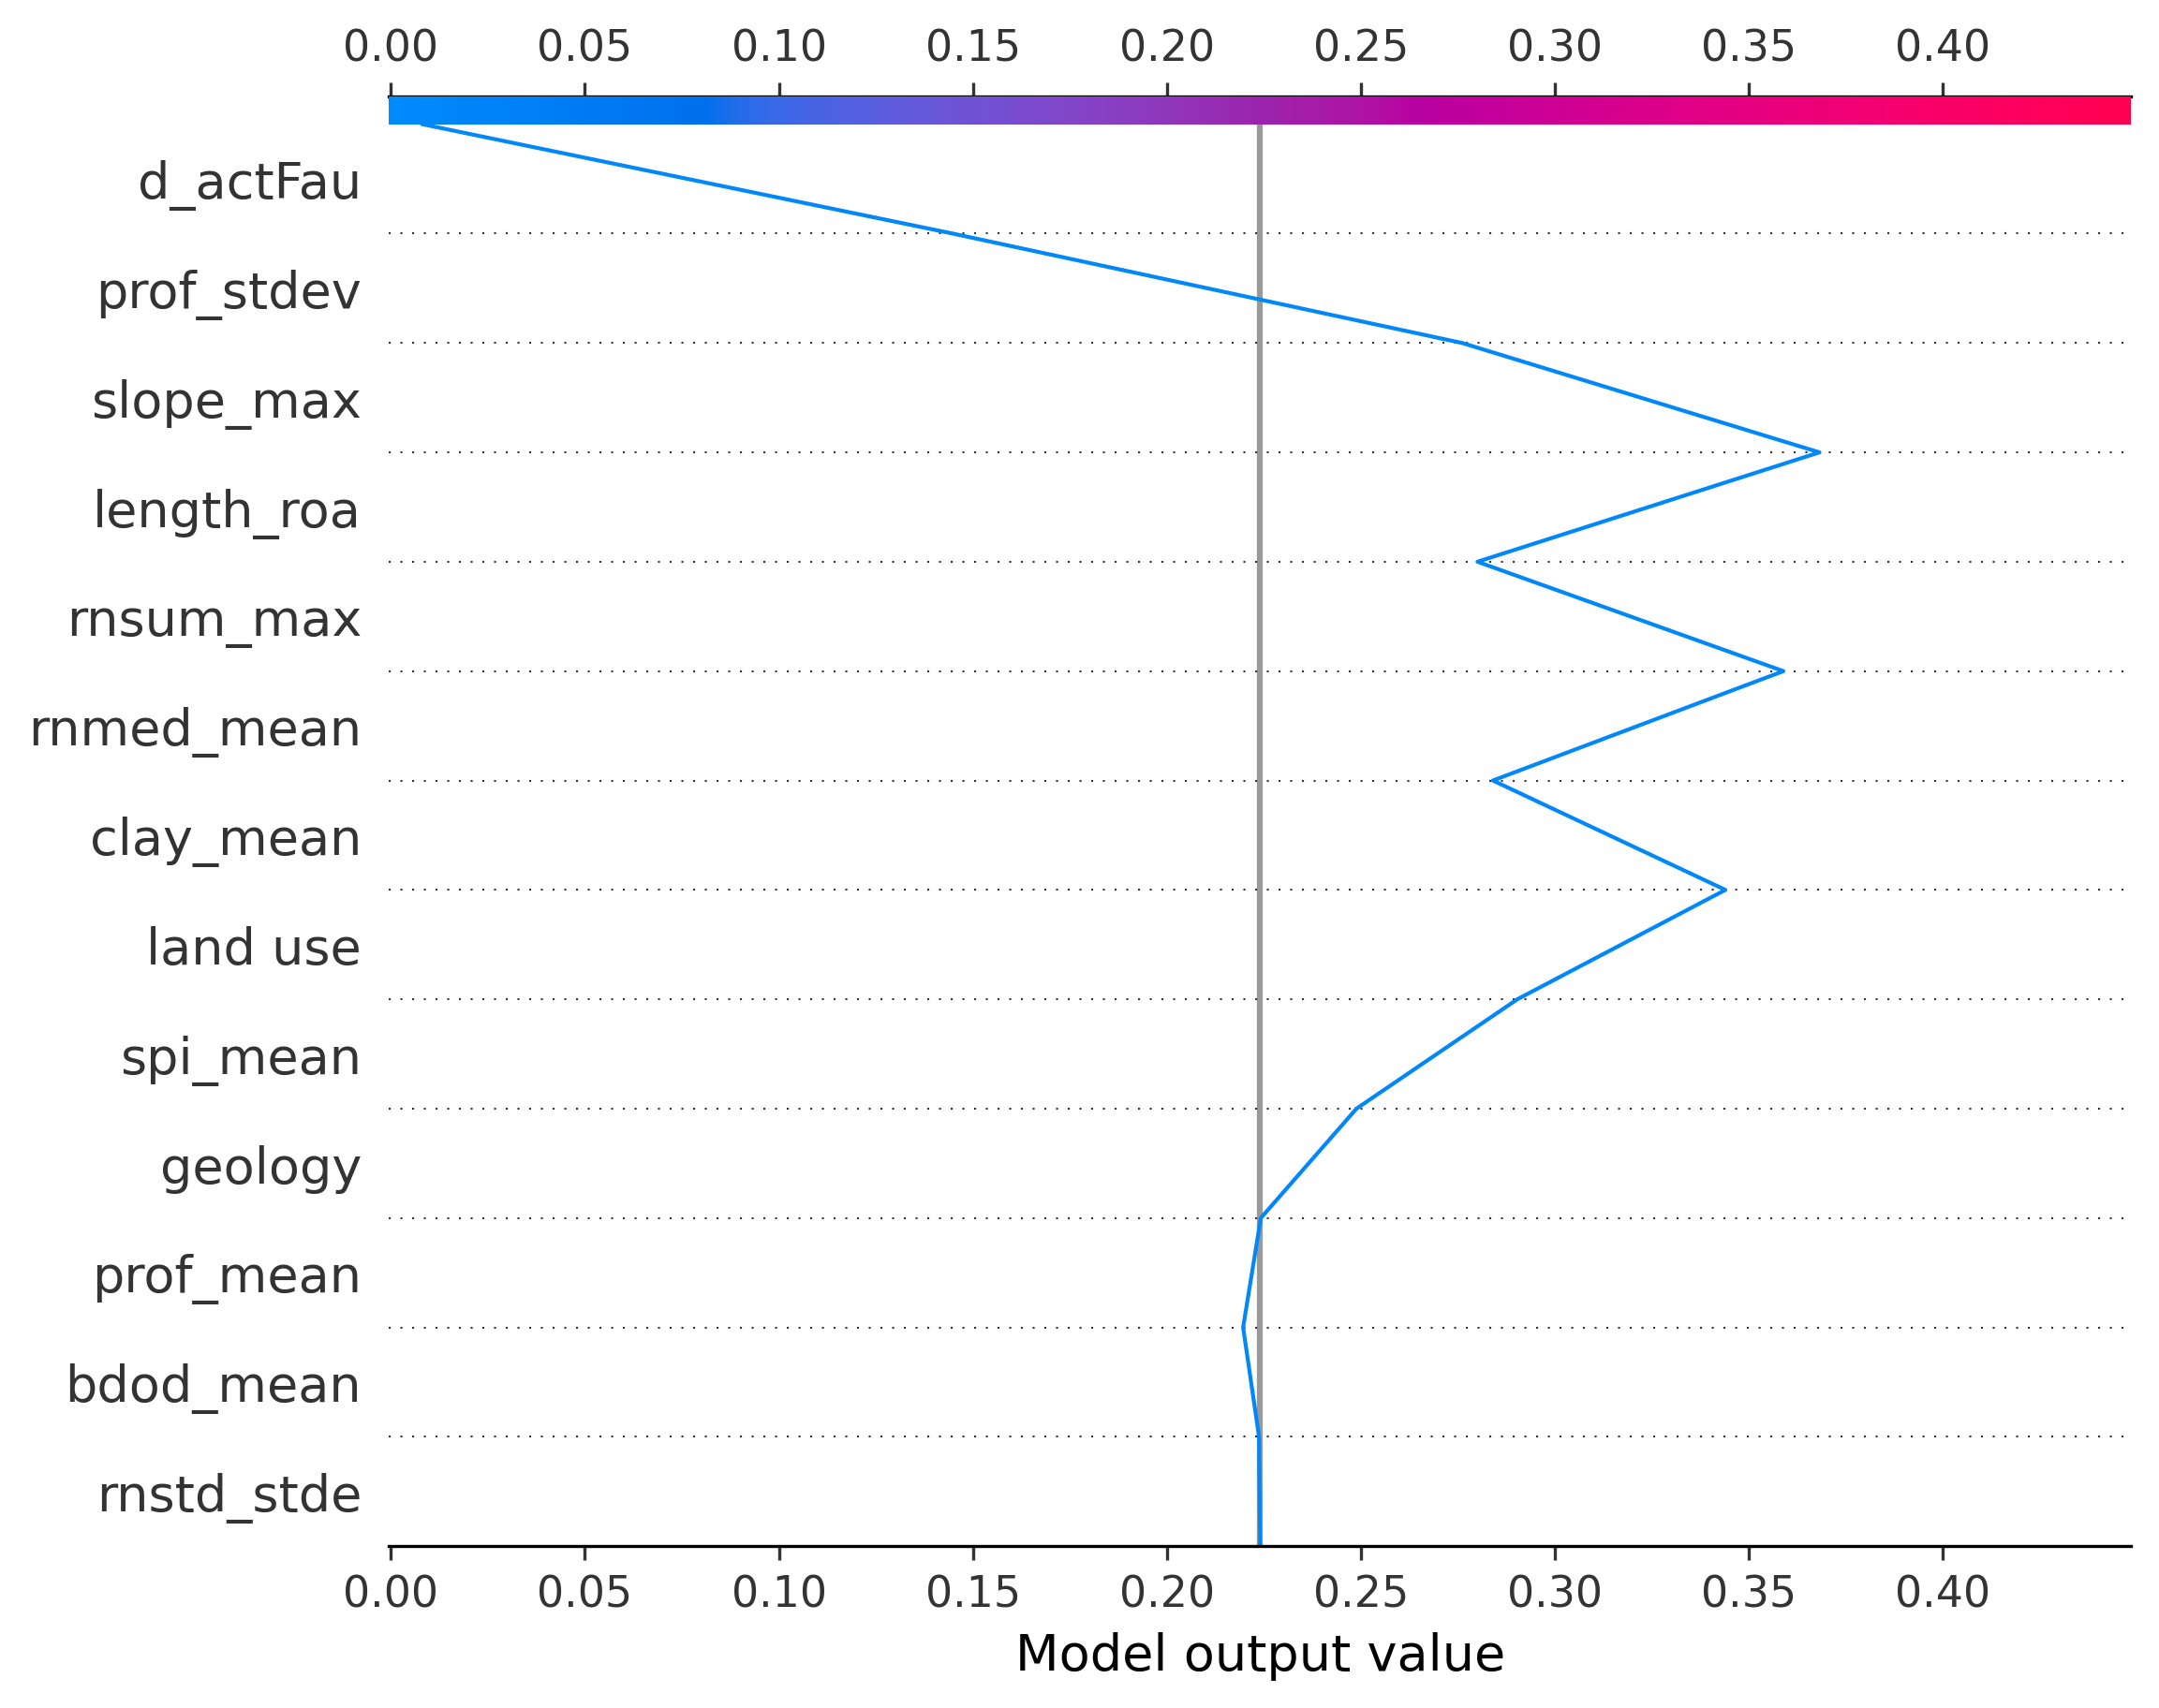 0.00 0.05 0.10 0.15 0.20 0.25 0.30 0.35 0.40
d_actFau
prof_stdev
slope_max
length_roa
rnsum_max
rnmed_mean
clay_mean
land use
spi_mean
geology
prof_mean
bdod_mean
rnstd_stde
0.00 0.05 0.10 0.15 0.20 0.25 0.30 0.35 0.40
Model output value